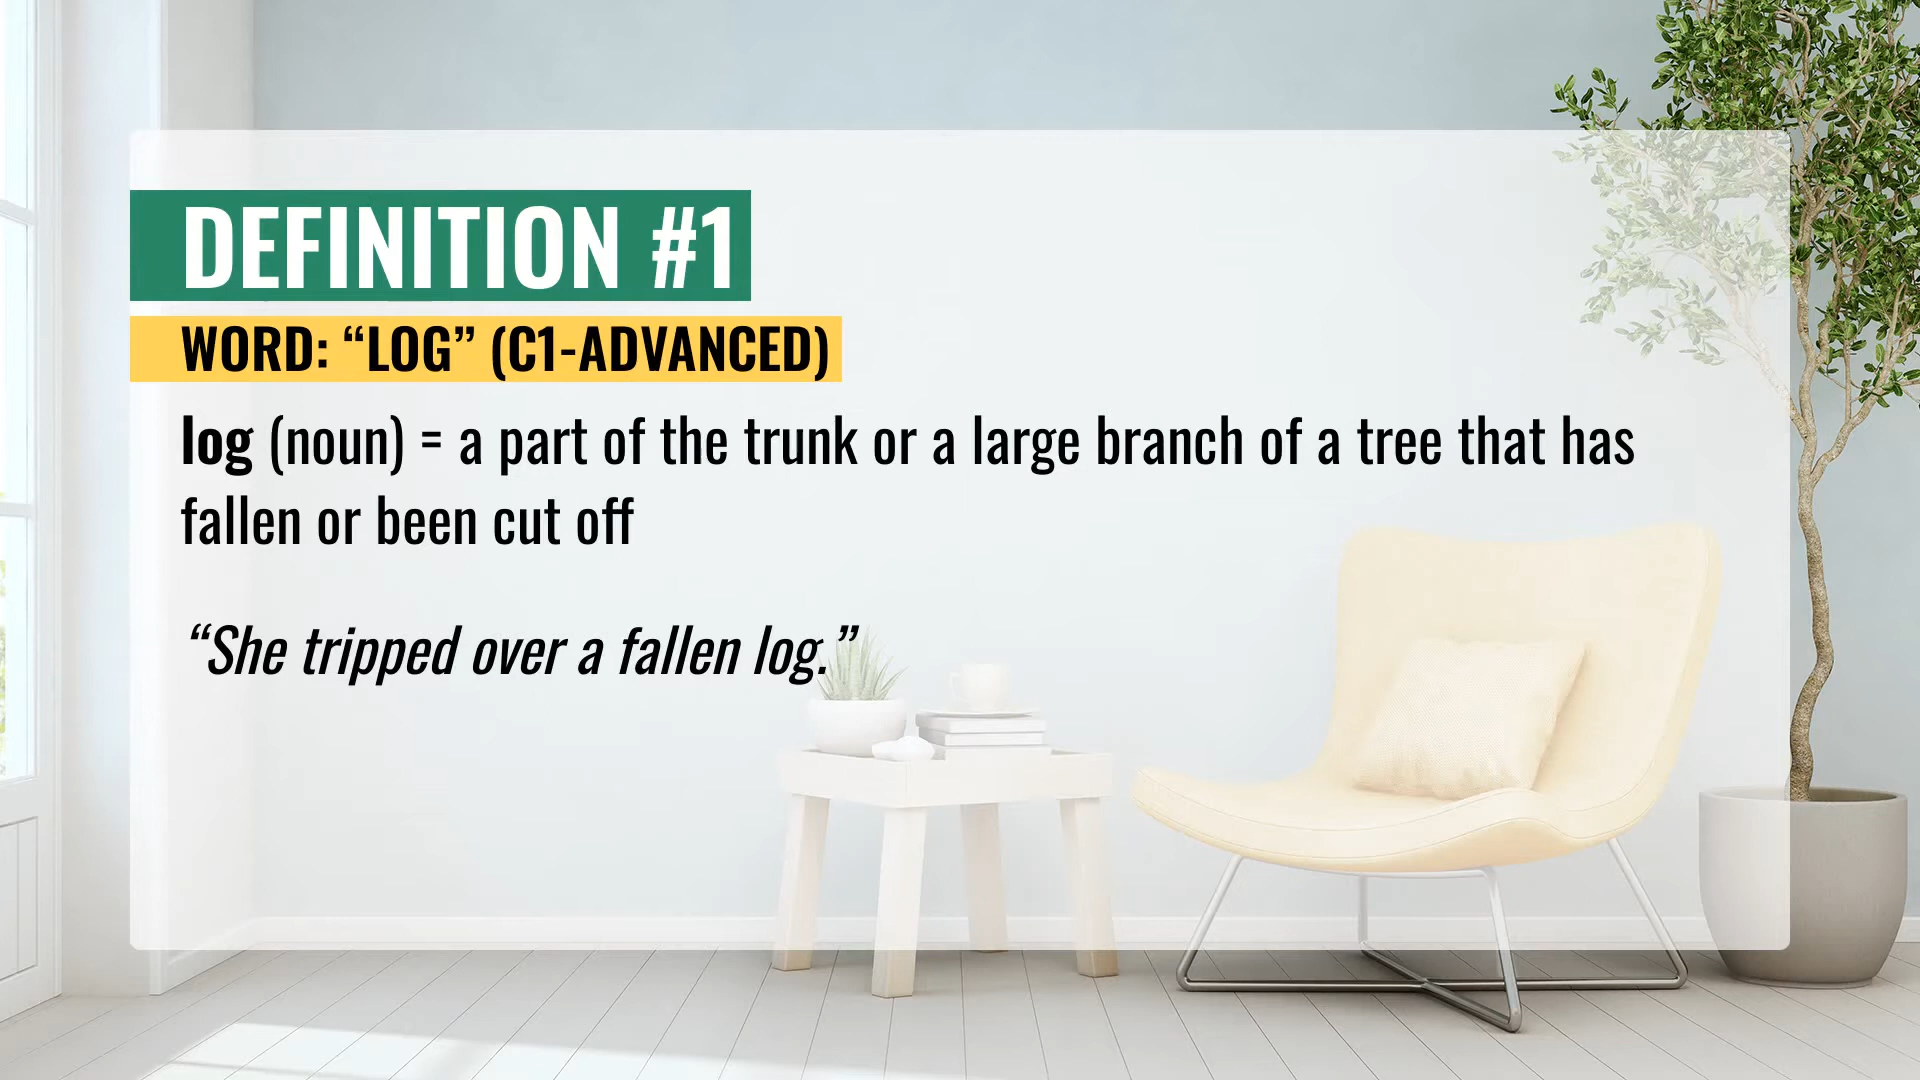 DEFINITION #1
WORD: “LOG” (C1-ADVANCED)
log (noun) = a part of the trunk or a large branch of a tree that has
fallen or been cut off
“She tripped over a fallen log.”